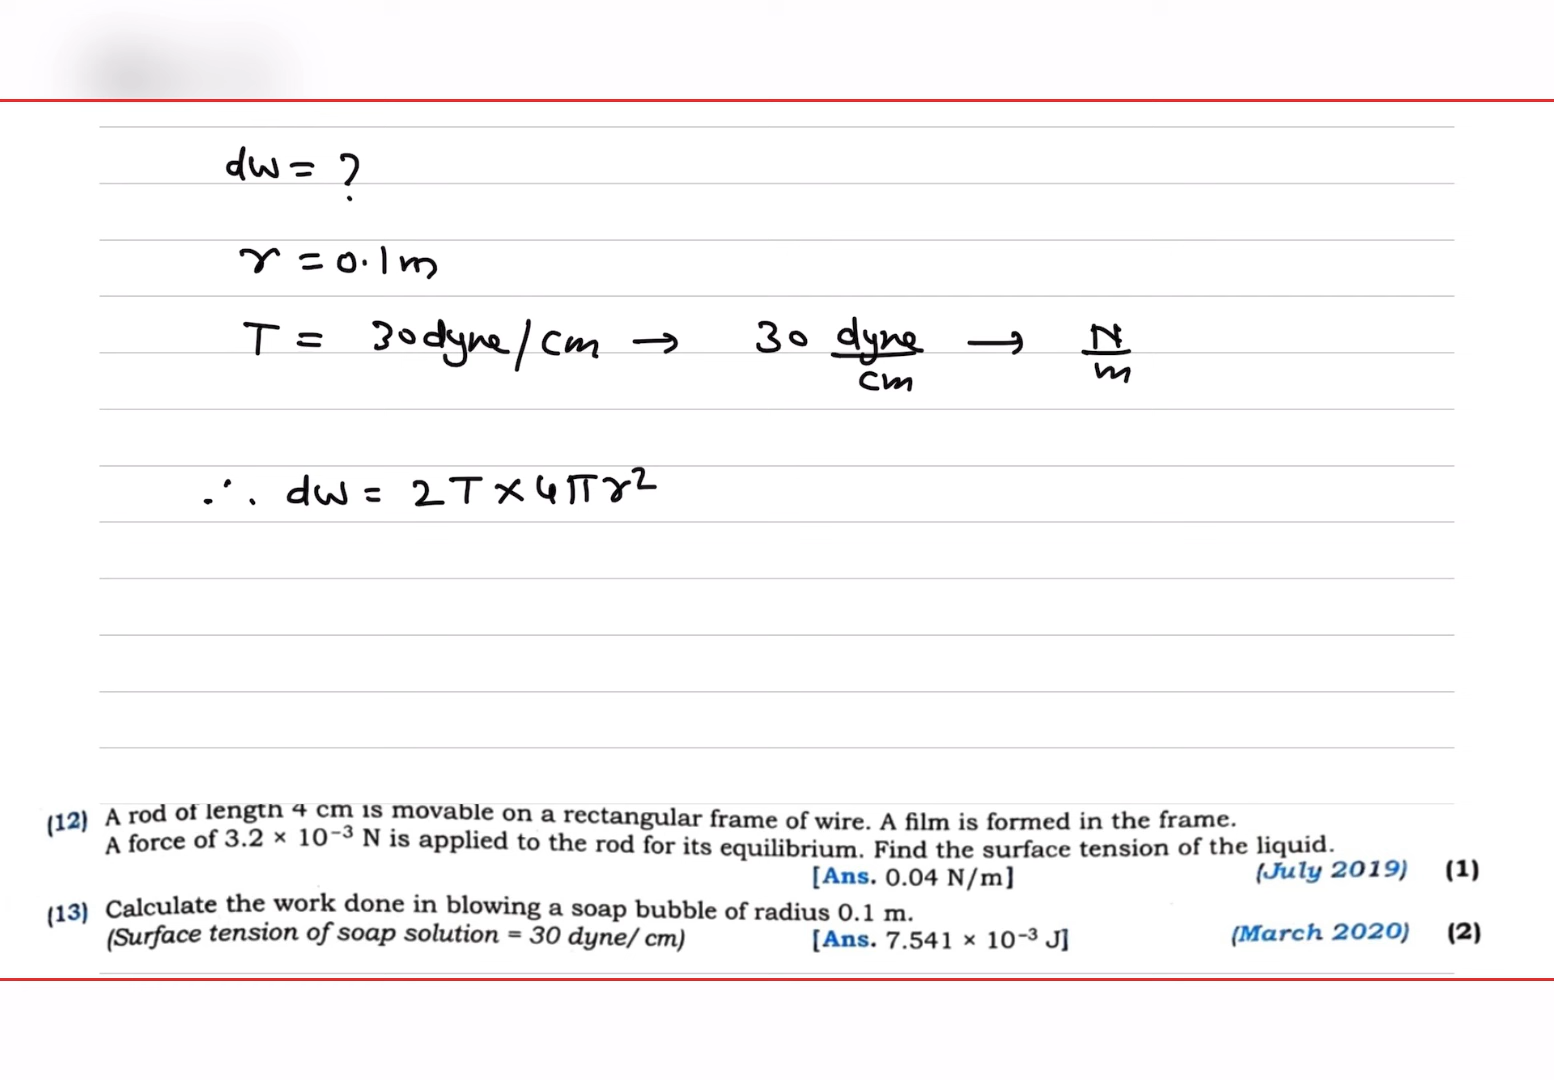 dw = ?
r = 0.1m
T = 30dyne/cm → 30 dyne/cm → N/m
∴ dw = 2T×4πr²
(12) A rod of length 4 cm is movable on a rectangular frame of wire. A film is formed in the frame.
A force of 3.2 × 10⁻³ N is applied to the rod for its equilibrium. Find the surface tension of the liquid.
[Ans. 0.04 N/m] (July 2019) (1)
(13) Calculate the work done in blowing a soap bubble of radius 0.1 m.
(Surface tension of soap solution = 30 dyne/ cm) [Ans. 7.541 × 10⁻³ J] (March 2020) (2)